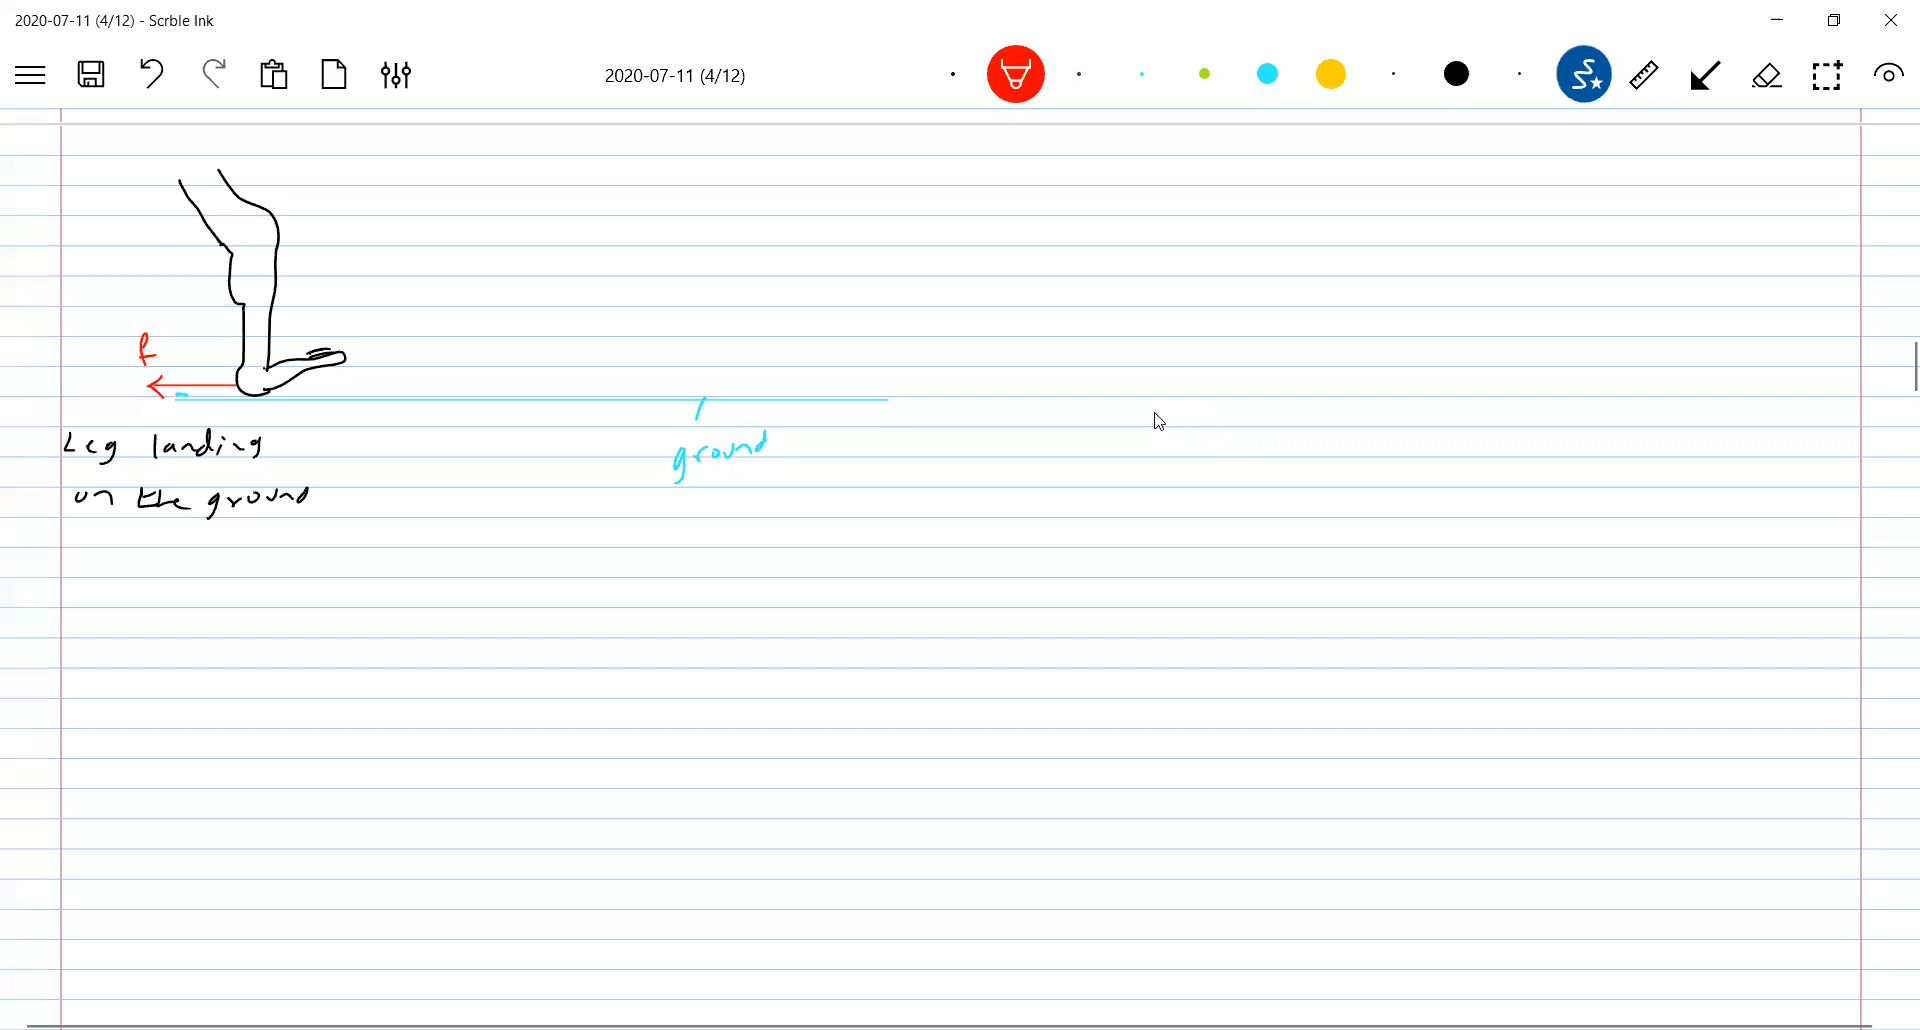 2020-07-11 (4/12) - Scrble Ink
2020-07-11 (4/12)
f
Leg landing
on the ground
ground